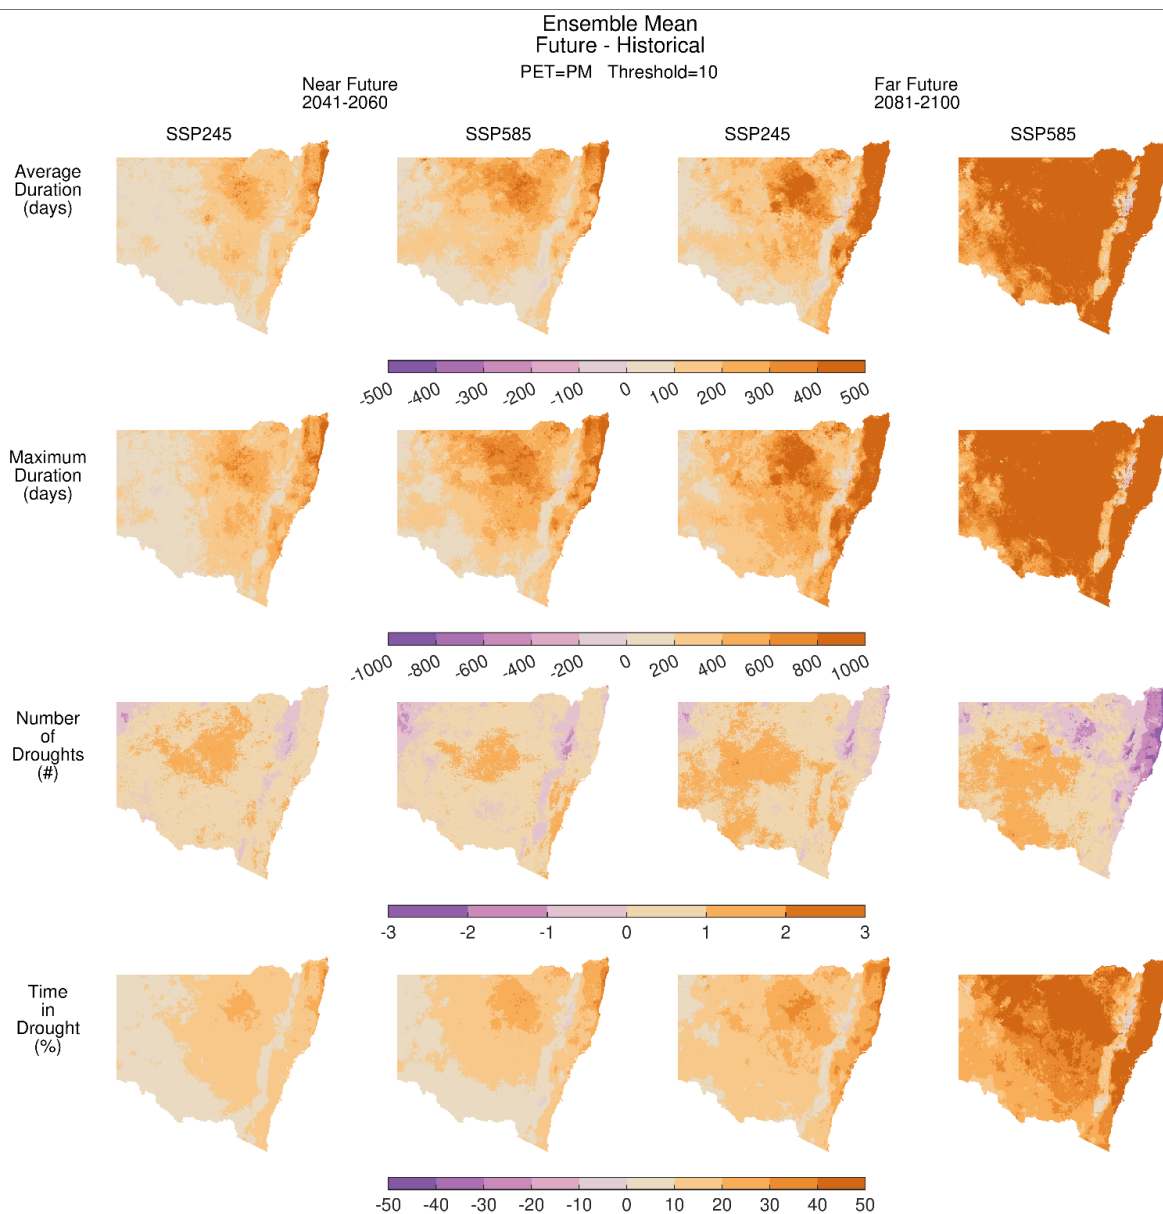 Ensemble Mean
Future - Historical
PET=PM Threshold=10
Near Future
2041-2060
Far Future
2081-2100
SSP245
SSP585
SSP245
SSP585
Average
Duration
(days)
-500 -400 -300 -200 -100 0 100 200 300 400 500
Maximum
Duration
(days)
-1000 -800 -600 -400 -200 0 200 400 600 800 1000
Number
of
Droughts
(#)
-3 -2 -1 0 1 2 3
Time
in
Drought
(%)
-50 -40 -30 -20 -10 0 10 20 30 40 50